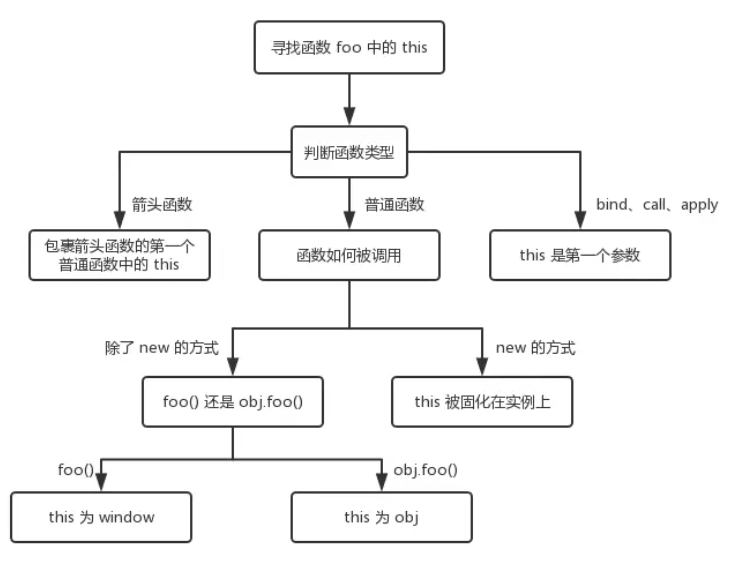 寻找函数 foo 中的 this
判断函数类型
箭头函数
普通函数
bind、call、apply
包裹箭头函数的第一个
普通函数中的 this
函数如何被调用
this 是第一个参数
除了 new 的方式
new 的方式
foo() 还是 obj.foo()
this 被固化在实例上
foo()
obj.foo()
this 为 window
this 为 obj